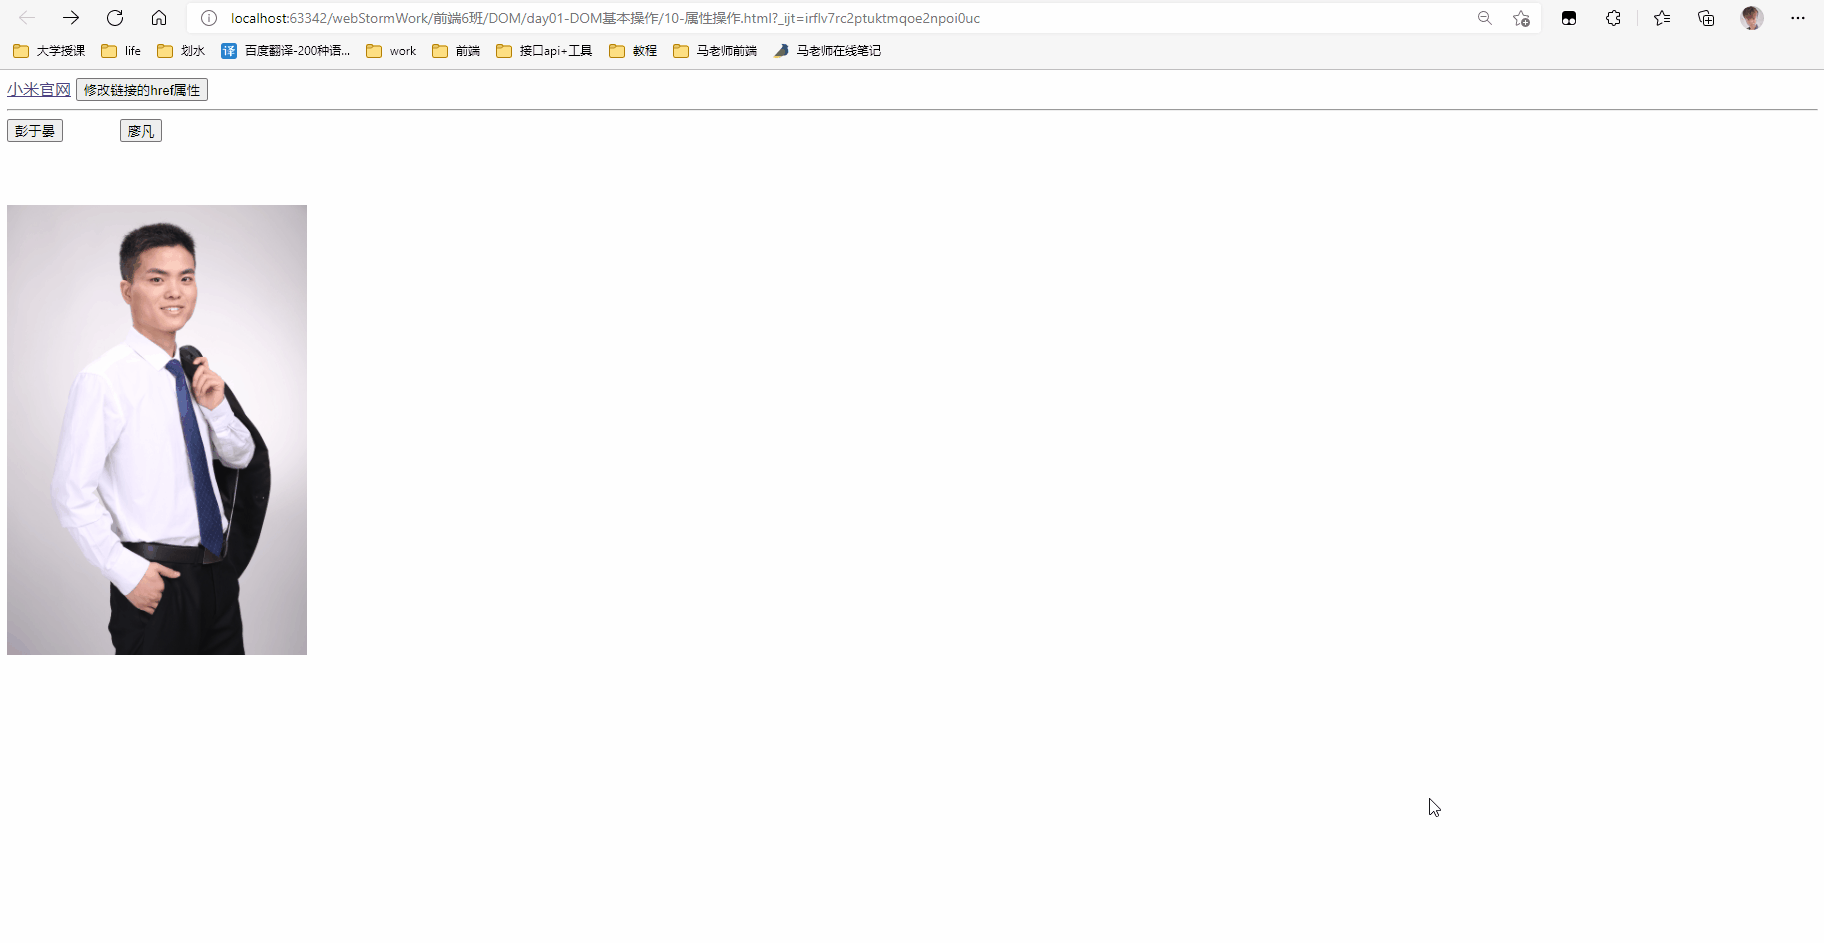 localhost:63342/webStormWork/前端6班/DOM/day01-DOM基本操作/10-属性操作.html?_ijt=irflv7rc2ptuktmqoe2npoi0uc
大学授课 life 划水 译 百度翻译-200种语... work 前端 接口api+工具 教程 马老师前端 马老师在线笔记
小米官网 修改链接的href属性
彭于晏 廖凡